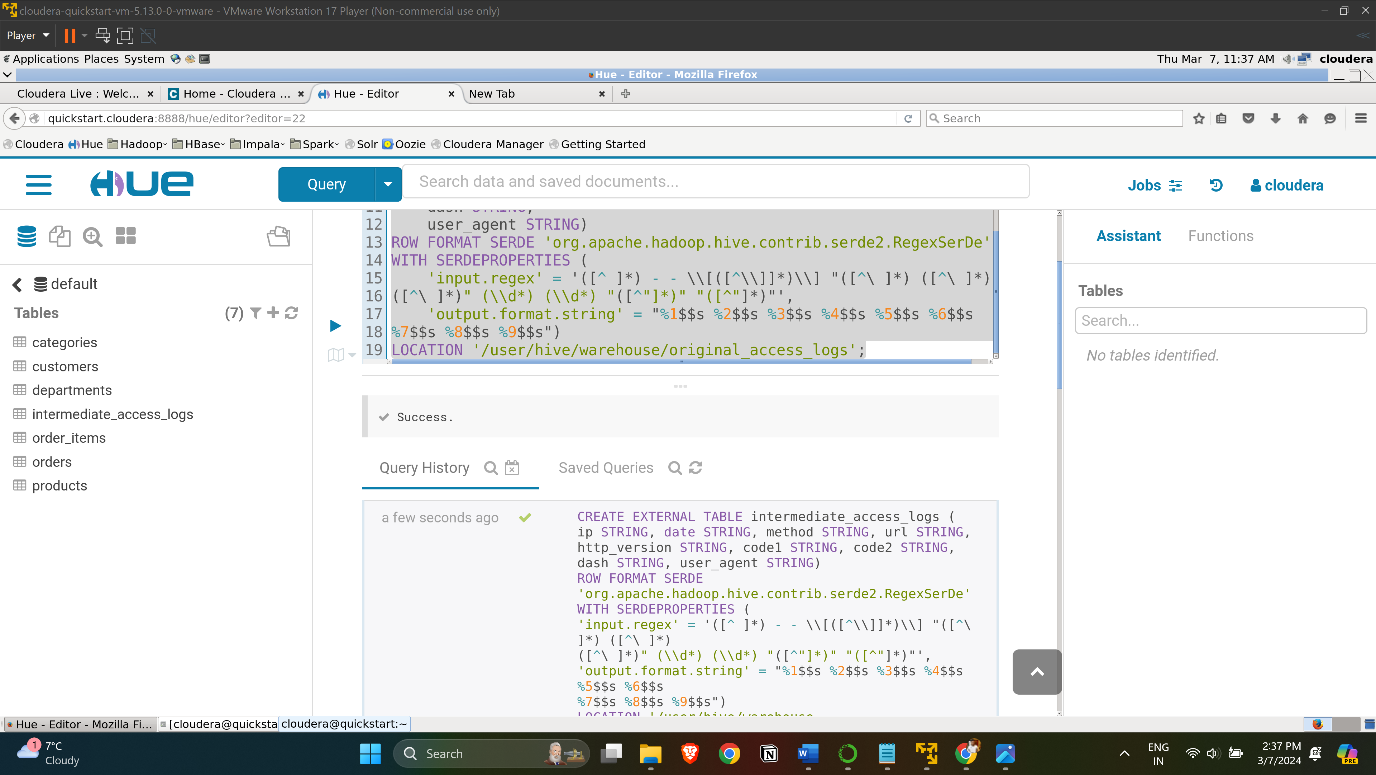 cloudera-quickstart-vm-5.13.0-0-vmware - VMware Workstation 17 Player (Non-commercial use only)
Player
Applications Places System
Thu Mar 7, 11:37 AM cloudera
Hue - Editor - Mozilla Firefox
Cloudera Live : Welc... Home - Cloudera ... Hue - Editor New Tab
quickstart.cloudera:8888/hue/editor?editor=22 Search
Cloudera Hue Hadoop HBase Impala Spark Solr Oozie Cloudera Manager Getting Started
HUE Query Search data and saved documents... Jobs cloudera
default
Tables (7)
categories
customers
departments
intermediate_access_logs
order_items
orders
products
11 dash STRING,
12 user_agent STRING)
13 ROW FORMAT SERDE 'org.apache.hadoop.hive.contrib.serde2.RegexSerDe'
14 WITH SERDEPROPERTIES (
15 'input.regex' = '([^ ]*) - - \\[([^\\]]*)\\] "([^\ ]*) ([^\ ]*)
16 ([^\ ]*)" (\\d*) (\\d*) "([^"]*)" "([^"]*)"',
17 'output.format.string' = "%1$$s %2$$s %3$$s %4$$s %5$$s %6$$s
18 %7$$s %8$$s %9$$s")
19 LOCATION '/user/hive/warehouse/original_access_logs';
Success.
Query History Saved Queries
a few seconds ago
CREATE EXTERNAL TABLE intermediate_access_logs (
ip STRING, date STRING, method STRING, url STRING,
http_version STRING, code1 STRING, code2 STRING,
dash STRING, user_agent STRING)
ROW FORMAT SERDE
'org.apache.hadoop.hive.contrib.serde2.RegexSerDe'
WITH SERDEPROPERTIES (
'input.regex' = '([^ ]*) - - \\[([^\\]]*)\\] "([^\
]*) ([^\ ]*)
([^\ ]*)" (\\d*) (\\d*) "([^"]*)" "([^"]*)"',
'output.format.string' = "%1$$s %2$$s %3$$s %4$$s
%5$$s %6$$s
%7$$s %8$$s %9$$s")
LOCATION '/user/hive/warehouse
Assistant Functions
Tables
Search...
No tables identified.
Hue - Editor - Mozilla Fi... [cloudera@quicksta cloudera@quickstart:~
1
7°C
Cloudy
Search
ENG
IN
2:37 PM
3/7/2024
PRE